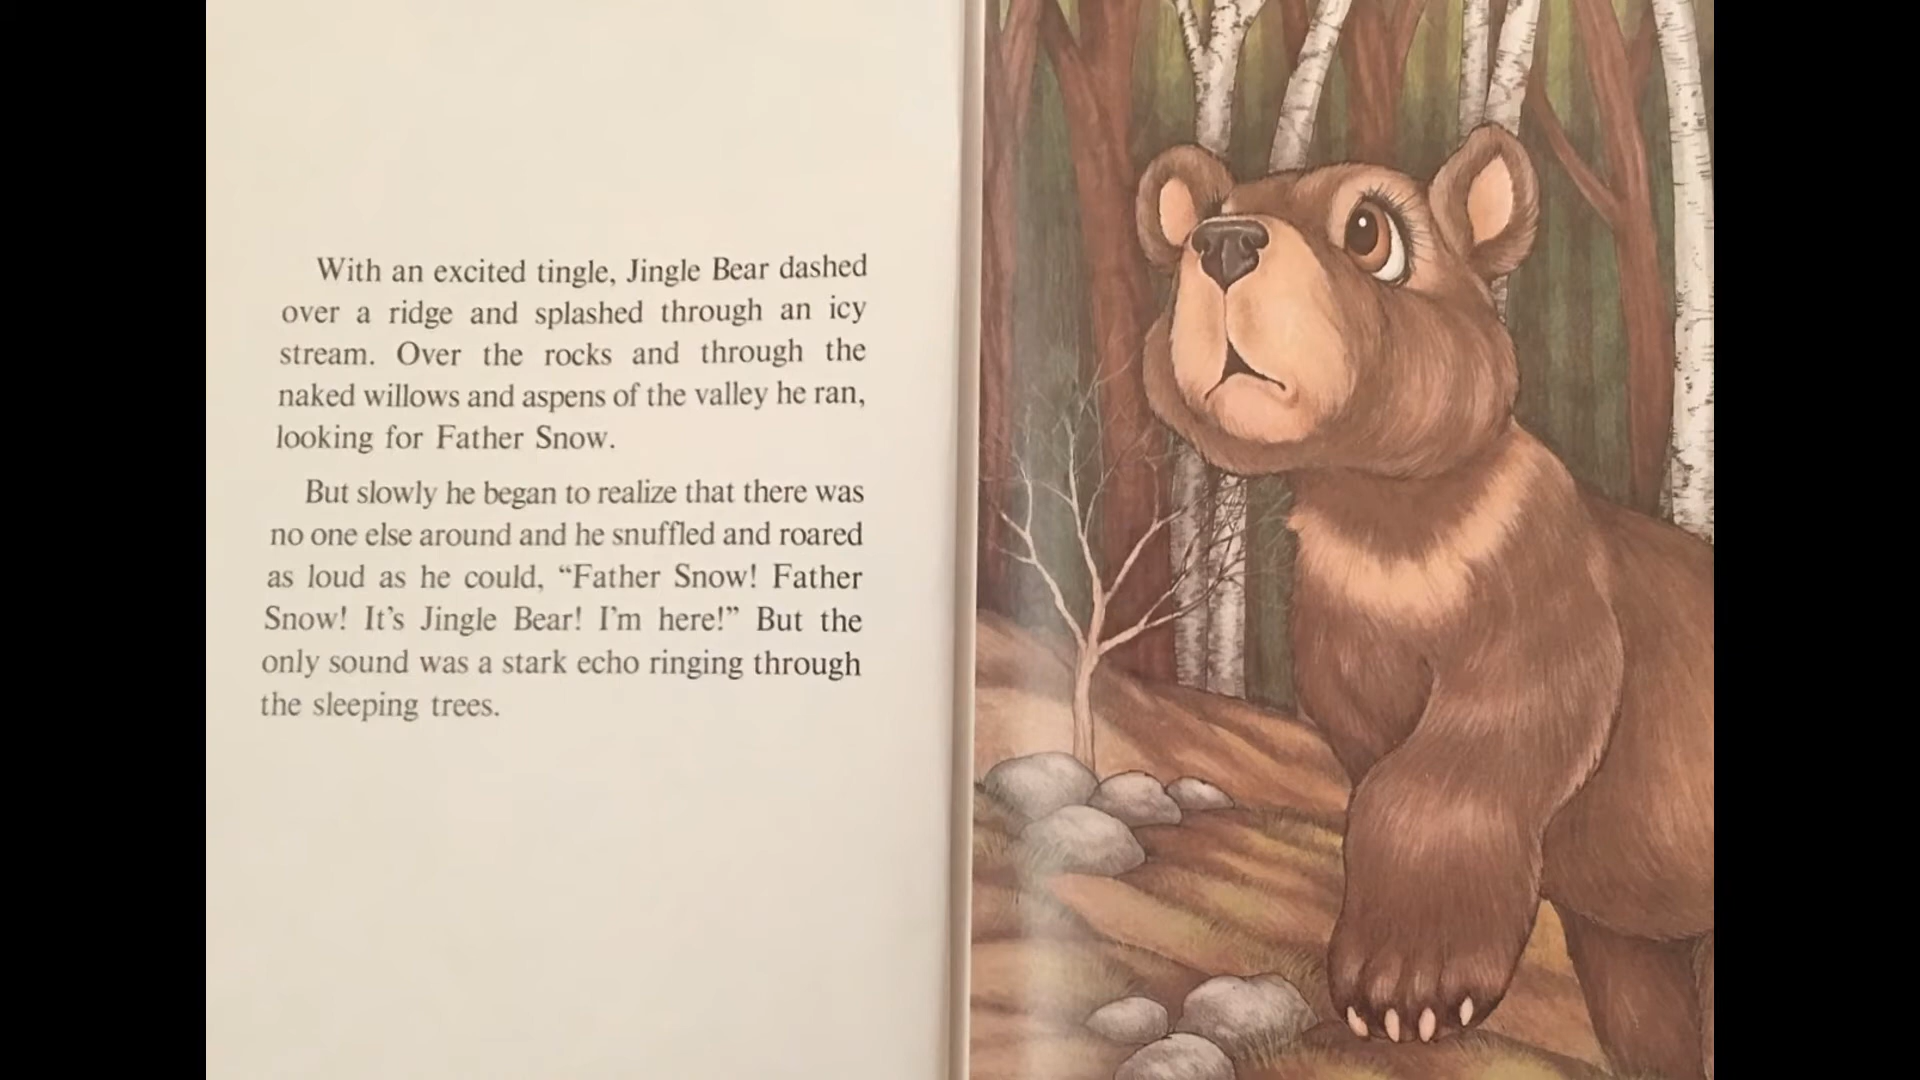 With an excited tingle, Jingle Bear dashed
over a ridge and splashed through an icy
stream. Over the rocks and through the
naked willows and aspens of the valley he ran,
looking for Father Snow.
But slowly he began to realize that there was
no one else around and he snuffled and roared
as loud as he could, “Father Snow! Father
Snow! It’s Jingle Bear! I’m here!” But the
only sound was a stark echo ringing through
the sleeping trees.